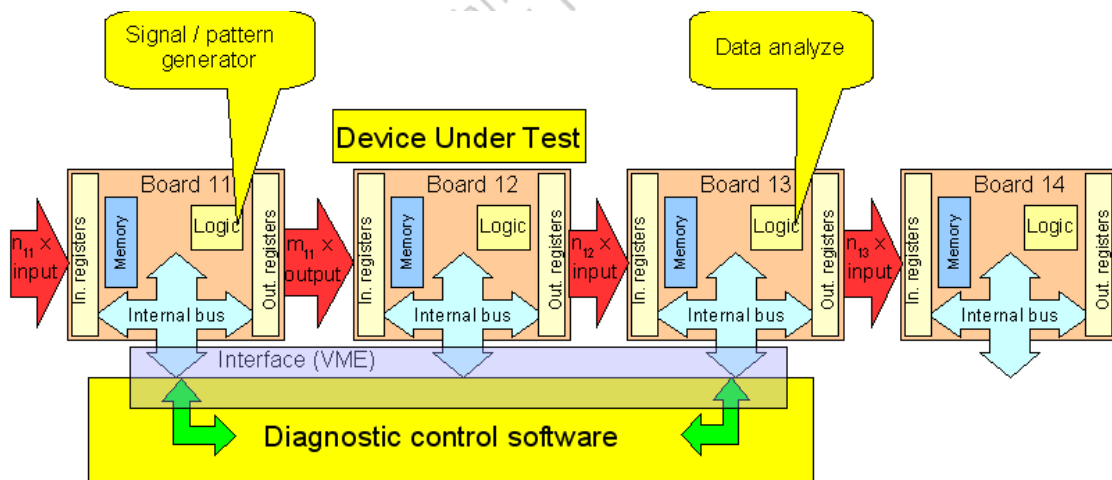 Signal / pattern
generator
Data analyze
Device Under Test
Board 11
In. registers
Memory
Logic
Out. registers
Internal bus
n11 ×
input
m11 ×
output
Board 12
In. registers
Memory
Logic
Out. registers
Internal bus
n12 ×
input
Board 13
In. registers
Memory
Logic
Out. registers
Internal bus
n13 ×
input
Board 14
In. registers
Memory
Logic
Out. registers
Internal bus
Interface (VME)
Diagnostic control software